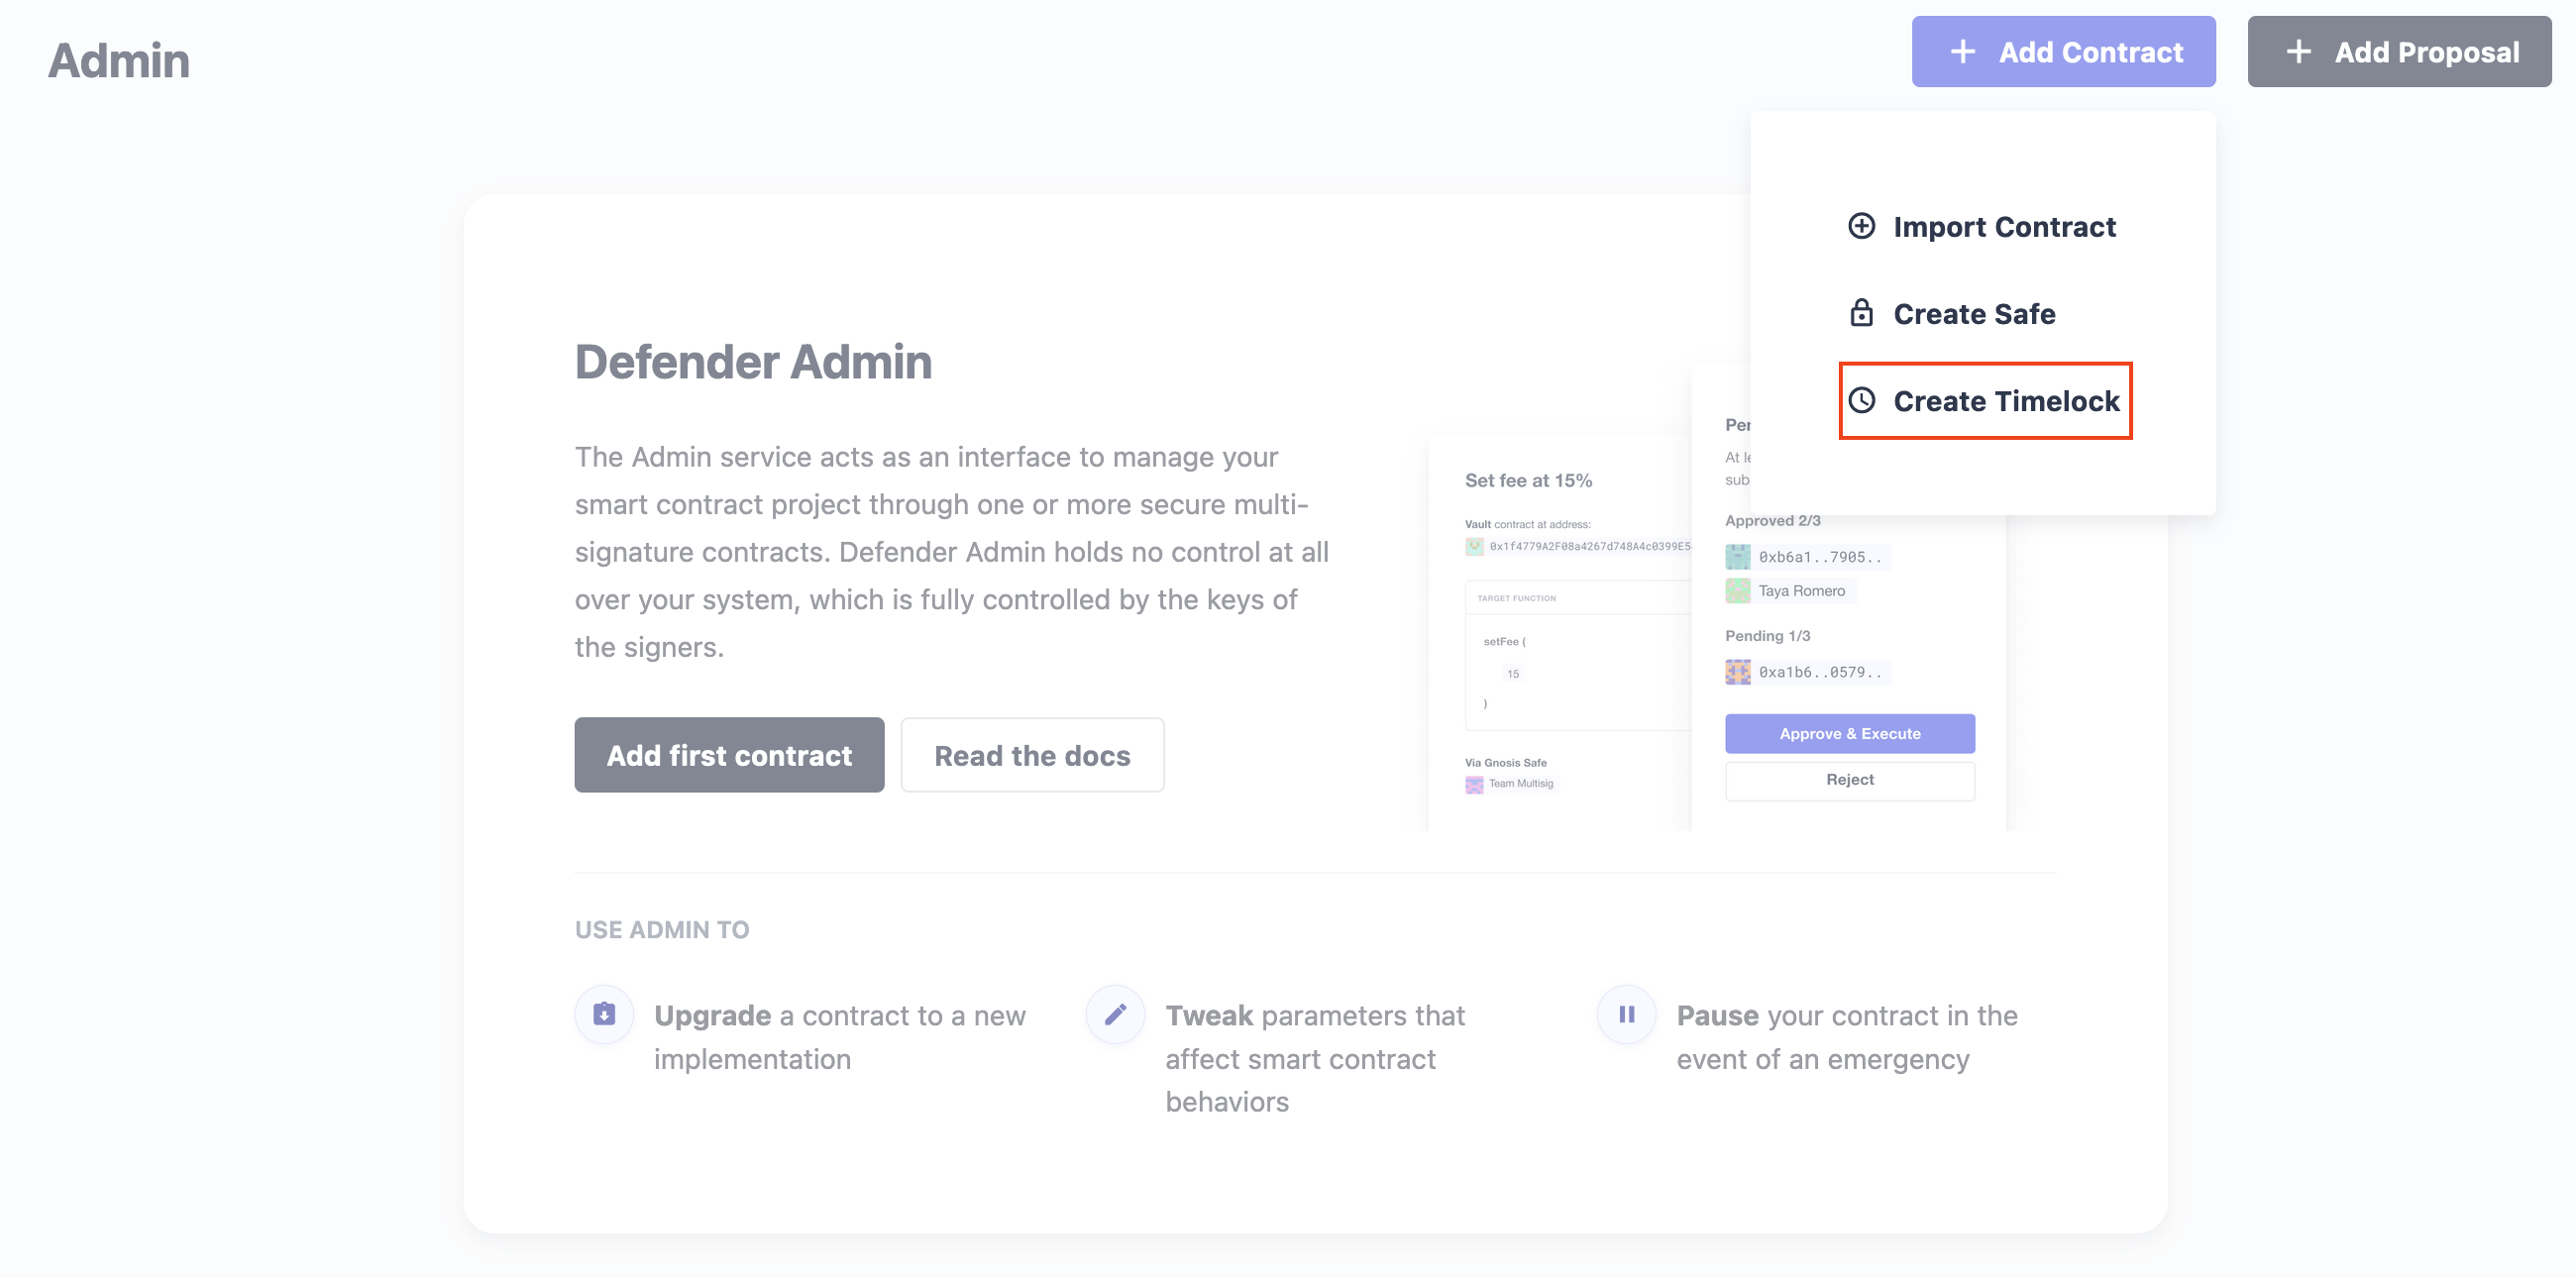 Admin
+ Add Contract
+ Add Proposal
Import Contract
Create Safe
Create Timelock
Defender Admin
The Admin service acts as an interface to manage your
smart contract project through one or more secure multi-
signature contracts. Defender Admin holds no control at all
over your system, which is fully controlled by the keys of
the signers.
Add first contract
Read the docs
Set fee at 15%
Vault contract at address:
0x1f4779A2F08a4267d748A4c0399E5
TARGET FUNCTION
setFee (
15
)
Via Gnosis Safe
Team Multisig
At
sub
Approved 2/3
0xb6a1..7905..
Taya Romero
Pending 1/3
0xa1b6..0579..
Approve & Execute
Reject
USE ADMIN TO
Upgrade a contract to a new
implementation
Tweak parameters that
affect smart contract
behaviors
Pause your contract in the
event of an emergency